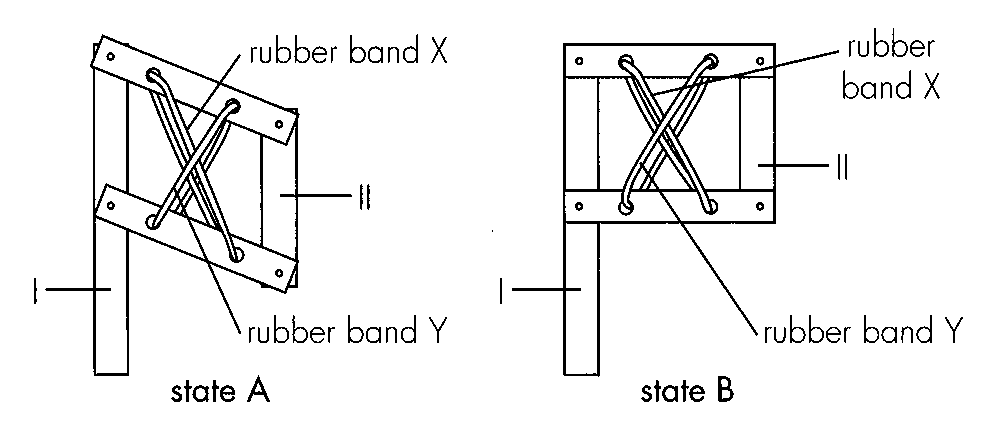 rubber band X
II
I
rubber band Y
state A
rubber
band X
II
I
rubber band Y
state B